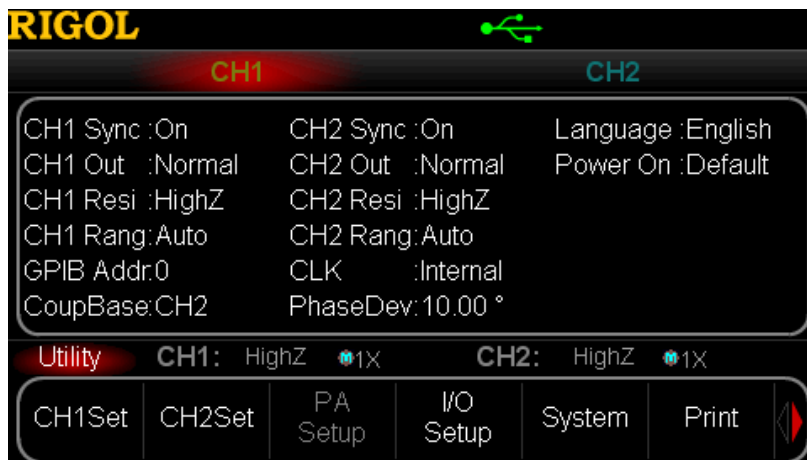 RIGOL
CH1 CH2
CH1 Sync :On CH2 Sync :On Language :English
CH1 Out :Normal CH2 Out :Normal Power On :Default
CH1 Resi :HighZ CH2 Resi :HighZ
CH1 Rang:Auto CH2 Rang:Auto
GPIB Addr:0 CLK :Internal
CoupBase:CH2 PhaseDev:10.00 °
Utility CH1: HighZ M1X CH2: HighZ M1X
CH1Set CH2Set PA Setup I/O Setup System Print